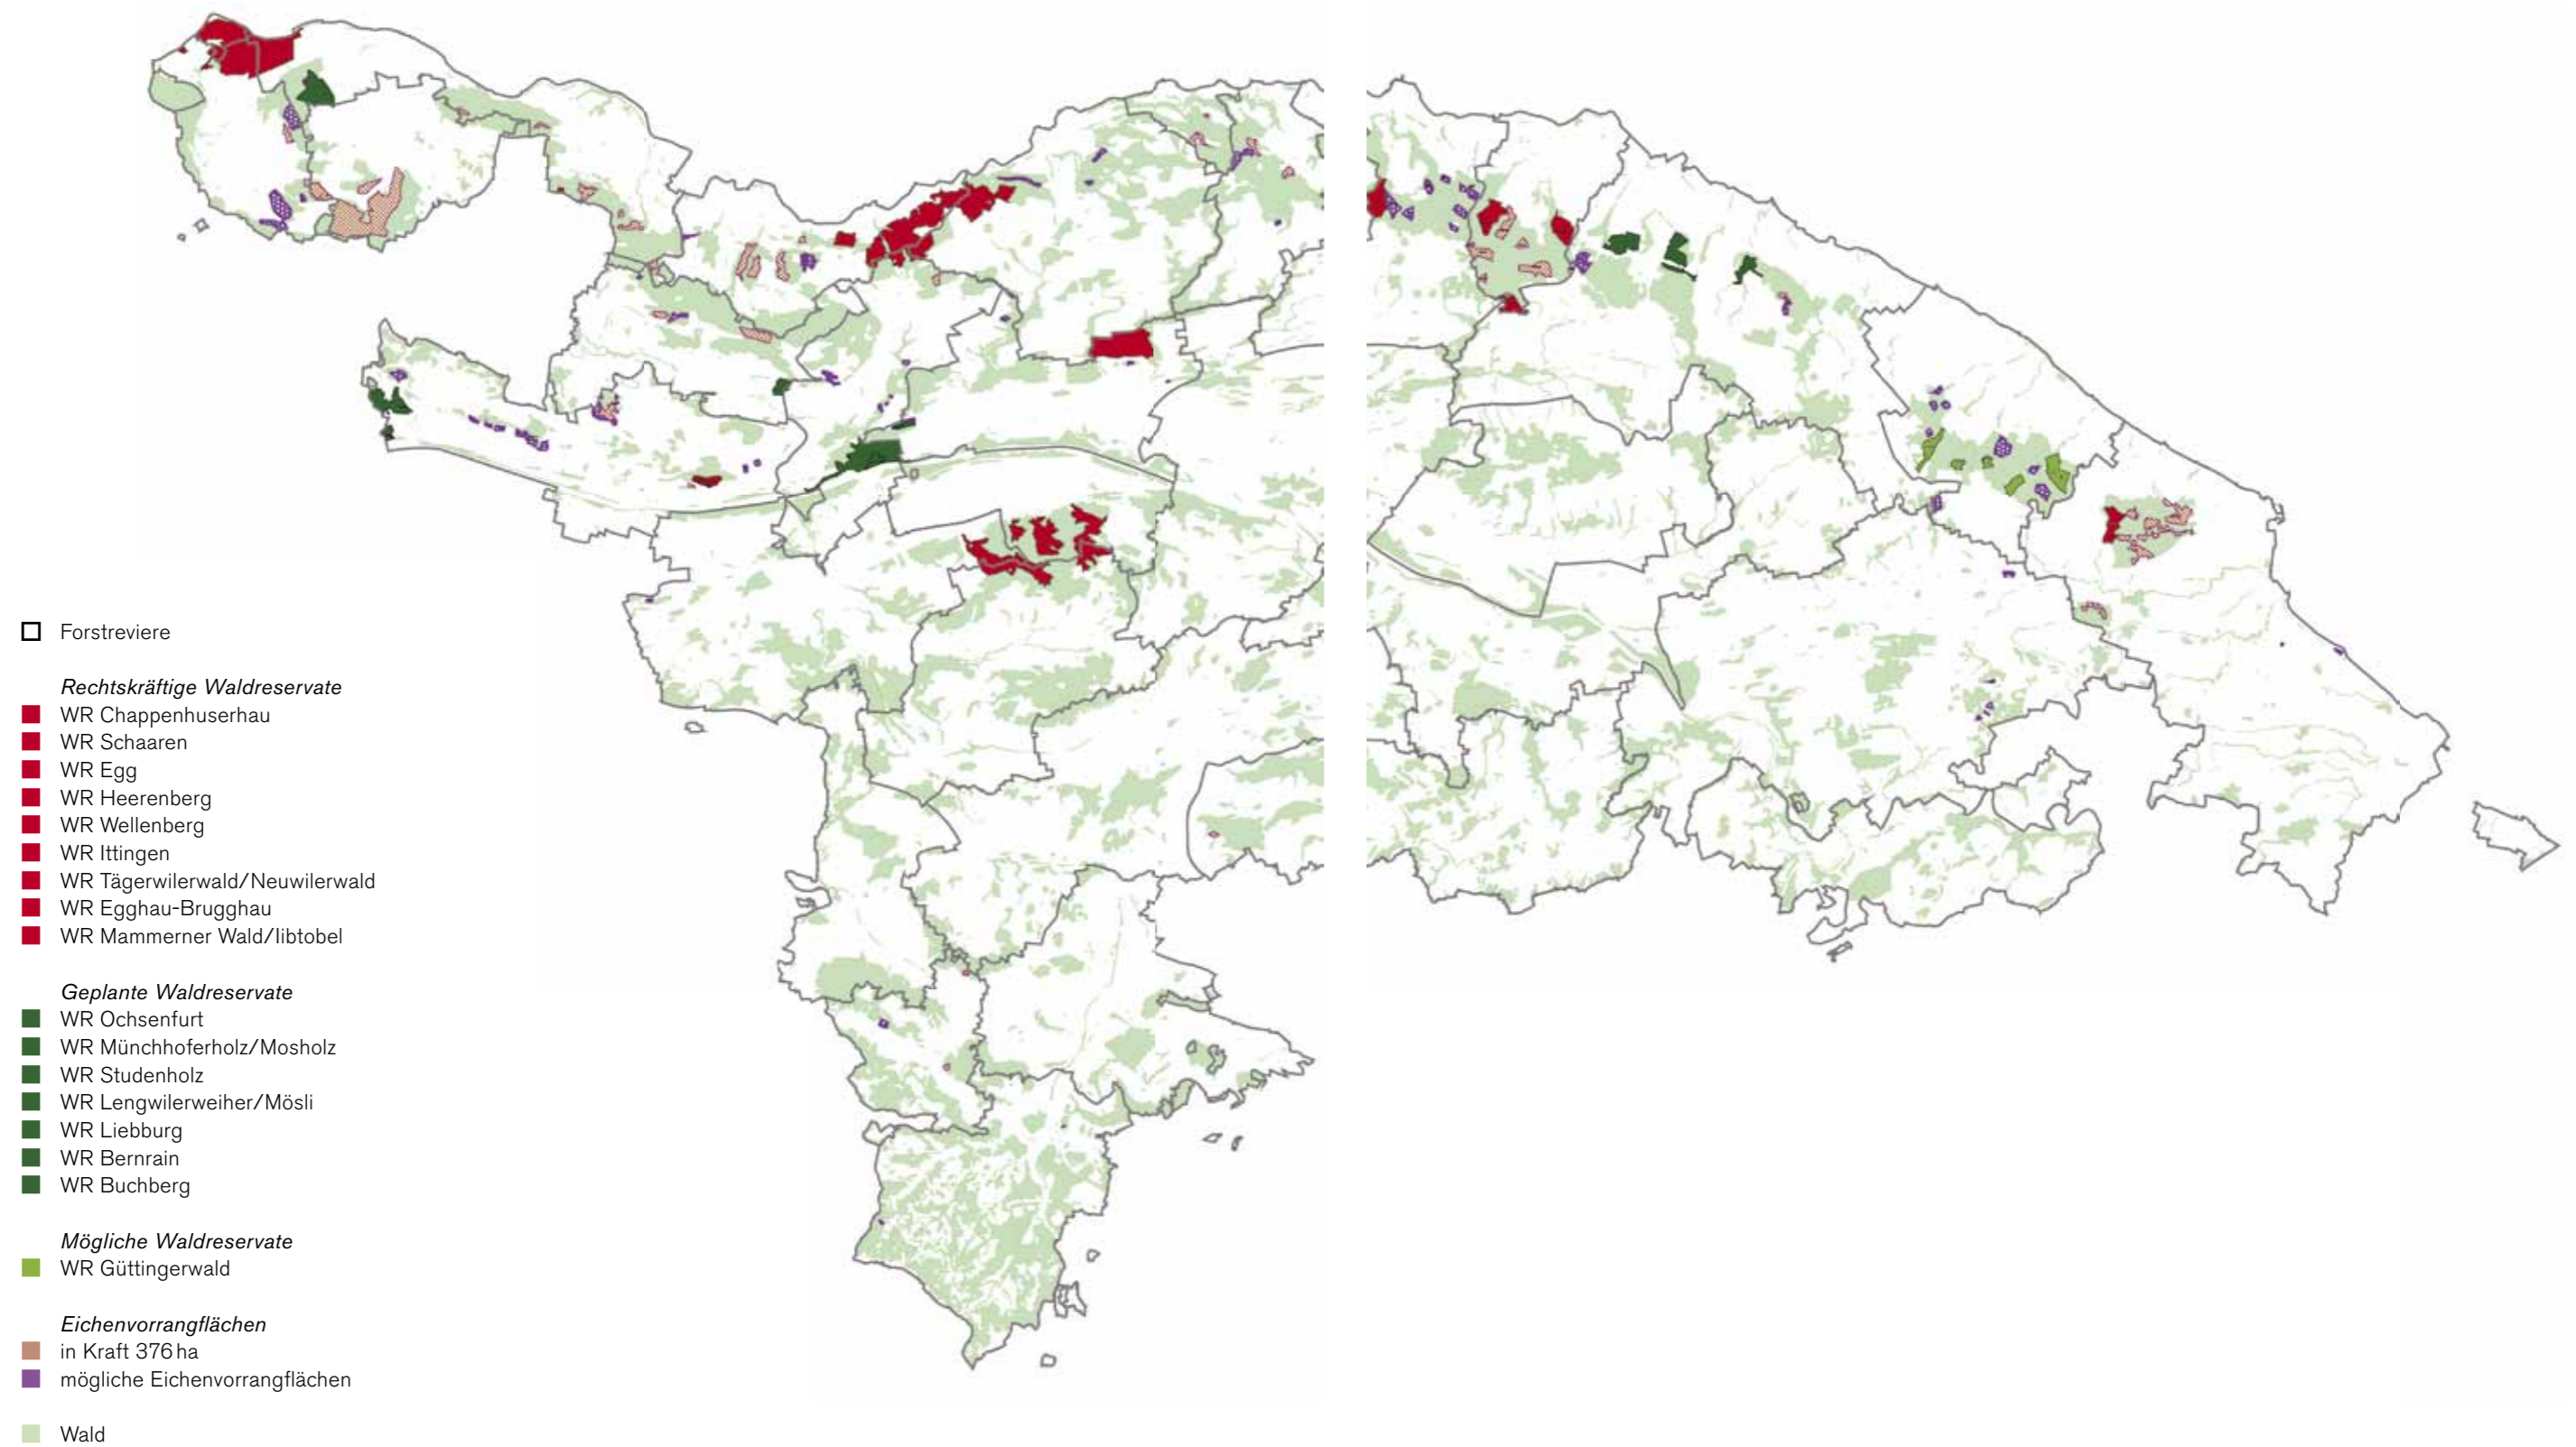 Forstreviere
Rechtskräftige Waldreservate
WR Chappenhuserhau
WR Schaaren
WR Egg
WR Heerenberg
WR Wellenberg
WR Ittingen
WR Tägerwilerwald/Neuwilerwald
WR Egghau-Brugghau
WR Mammerner Wald/Iibtobel
Geplante Waldreservate
WR Ochsenfurt
WR Münchhoferholz/Mosholz
WR Studenholz
WR Lengwilerweiher/Mösli
WR Liebburg
WR Bernrain
WR Buchberg
Mögliche Waldreservate
WR Güttingerwald
Eichenvorrangflächen
in Kraft 376 ha
mögliche Eichenvorrangflächen
Wald